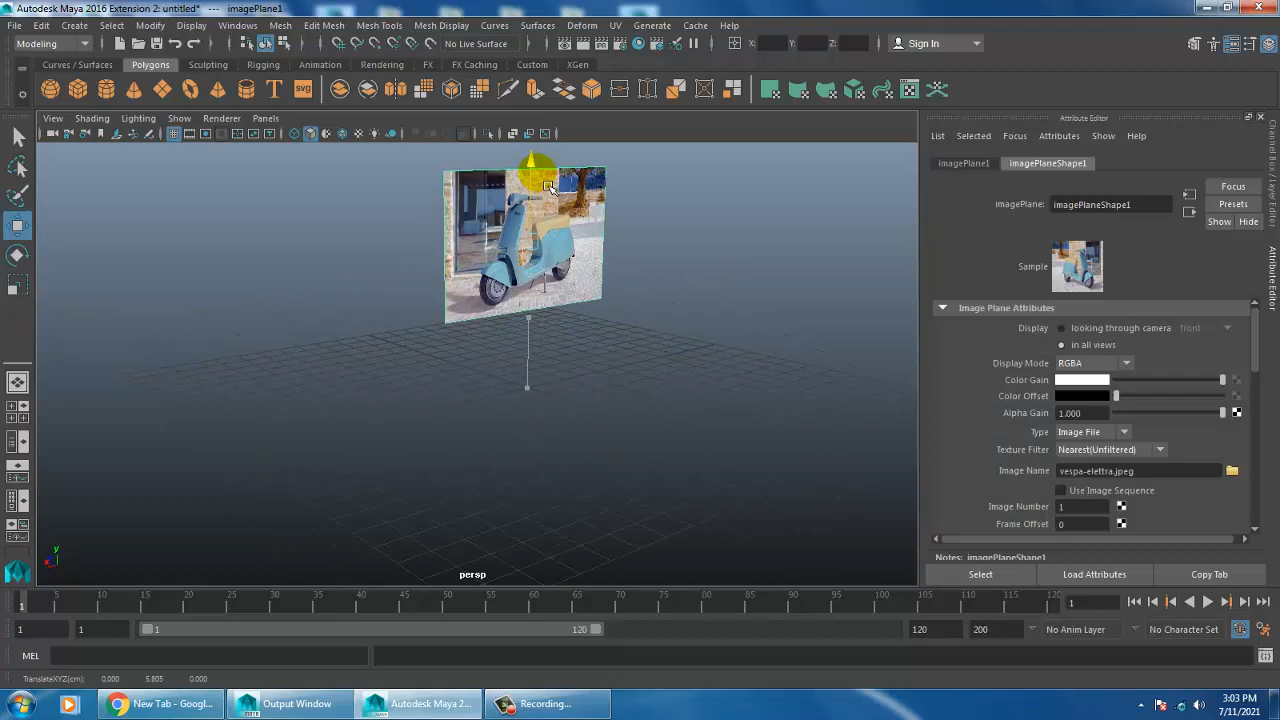 Autodesk Maya 2016 Extension 2: untitled* --- imagePlane1
File Edit Create Select Modify Display Windows Mesh Edit Mesh Mesh Tools Mesh Display Curves Surfaces Deform UV Generate Cache Help
Modeling No Live Surface X: Y: Z: Sign In
Curves / Surfaces Polygons Sculpting Rigging Animation Rendering FX FX Caching Custom XGen
svg
View Shading Lighting Show Renderer Panels
Attribute Editor
List Selected Focus Attributes Show Help
imagePlane1 imagePlaneShape1
Focus
imagePlane: imagePlaneShape1 Presets
Show Hide
Sample
Image Plane Attributes
Display looking through camera front
in all views
Display Mode RGBA
Color Gain
Color Offset
Alpha Gain 1.000
Type Image File
Texture Filter Nearest(Unfiltered)
Image Name vespa-elettra.jpeg
Use Image Sequence
Image Number 1
Frame Offset 0
Notes: imagePlaneShape1
Select Load Attributes Copy Tab
Channel Box / Layer Editor
Attribute Editor
y
x
persp
1 5 10 15 20 25 30 35 40 45 50 55 60 65 70 75 80 85 90 95 100 105 110 115 120 1
1 1 1 120 120 200 No Anim Layer No Character Set
MEL
TranslateXYZ(cm): 0.000 5.805 -0.000
New Tab - Googl... Output Window Autodesk Maya 2... Recording... 3:03 PM
7/11/2021